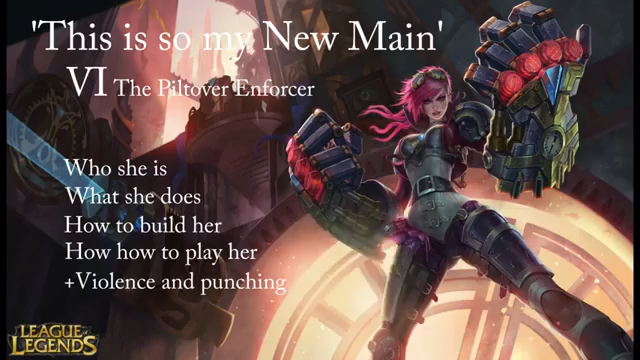 'This is so my New Main'
VI The Piltover Enforcer
Who she is
What she does
How to build her
How how to play her
+Violence and punching
LEAGUE OF
LEGENDS